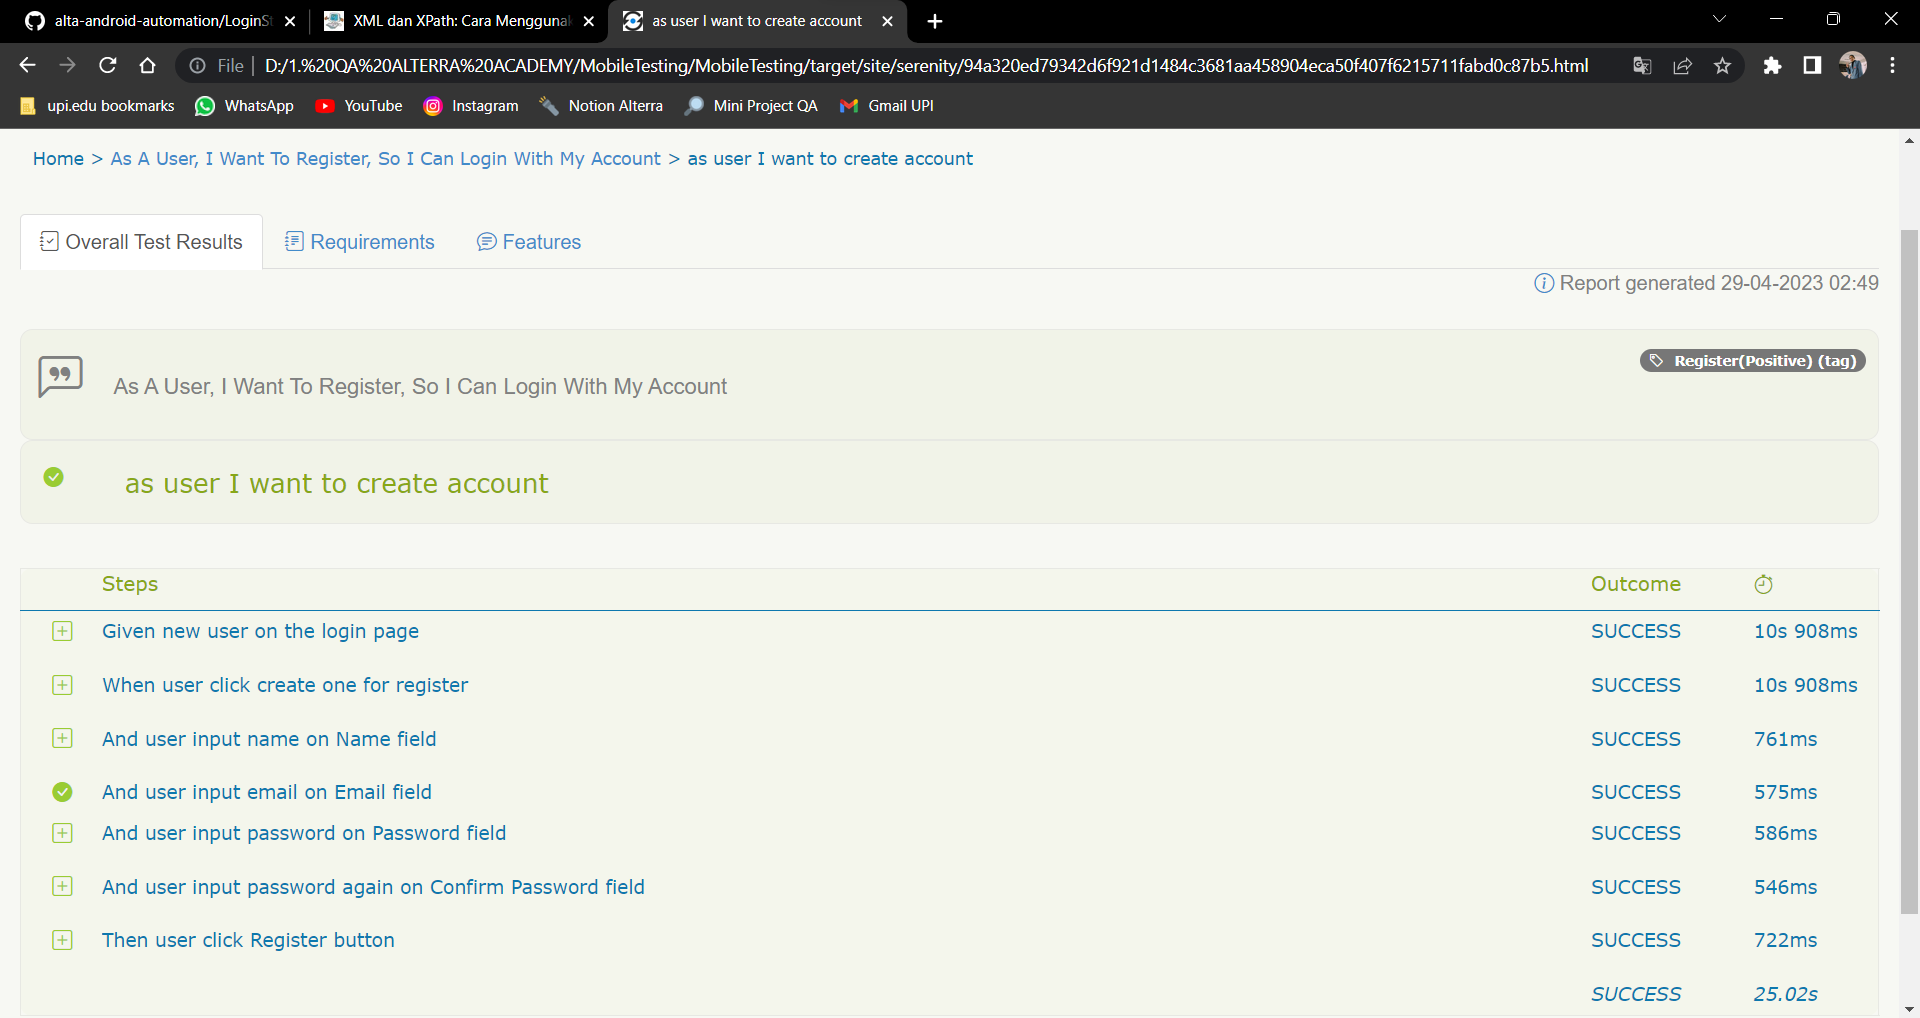 alta-android-automation/LoginSt
XML dan XPath: Cara Menggunak
as user I want to create account
File
D:/1.%20QA%20ALTERRA%20ACADEMY/MobileTesting/MobileTesting/target/site/serenity/94a320ed79342d6f921d1484c3681aa458904eca50f407f6215711fabd0c87b5.html
upi.edu bookmarks
WhatsApp
YouTube
Instagram
Notion Alterra
Mini Project QA
Gmail UPI
Home > As A User, I Want To Register, So I Can Login With My Account > as user I want to create account
Overall Test Results
Requirements
Features
Report generated 29-04-2023 02:49
Register(Positive) (tag)
As A User, I Want To Register, So I Can Login With My Account
as user I want to create account
Steps Outcome
Given new user on the login page SUCCESS 10s 908ms
When user click create one for register SUCCESS 10s 908ms
And user input name on Name field SUCCESS 761ms
And user input email on Email field SUCCESS 575ms
And user input password on Password field SUCCESS 586ms
And user input password again on Confirm Password field SUCCESS 546ms
Then user click Register button SUCCESS 722ms
SUCCESS 25.02s